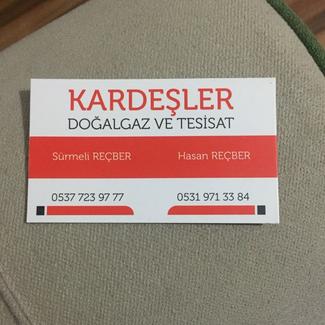 KARDEŞLER
DOĞALGAZ VE TESİSAT
Sürmeli REÇBER Hasan REÇBER
0537 723 97 77 0531 971 33 84